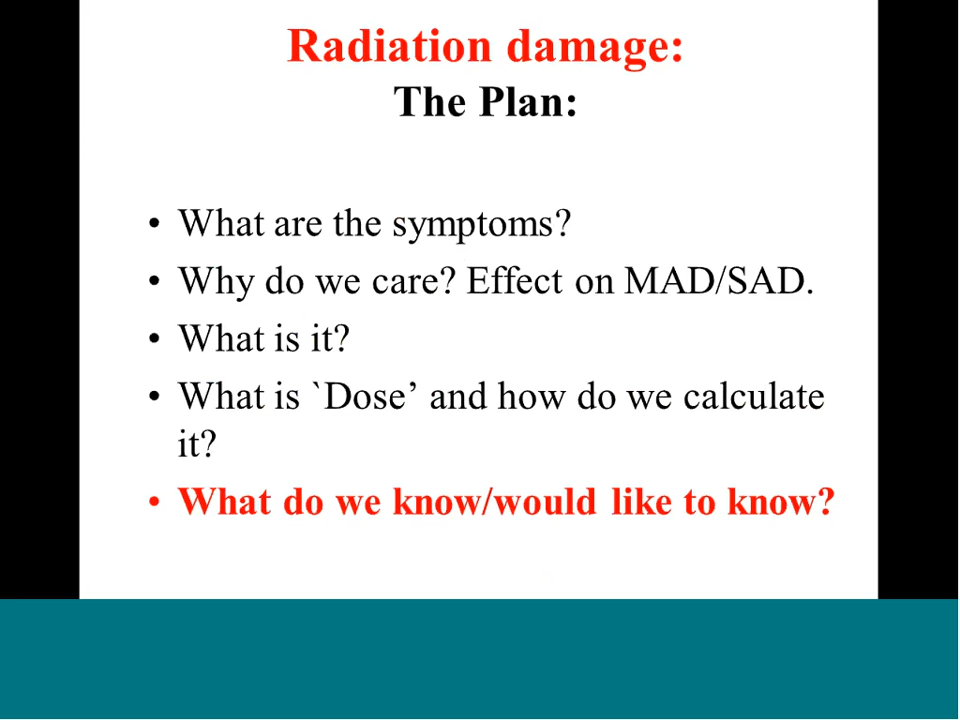 Radiation damage:
The Plan:
• What are the symptoms?
• Why do we care? Effect on MAD/SAD.
• What is it?
• What is `Dose’ and how do we calculate
it?
• What do we know/would like to know?